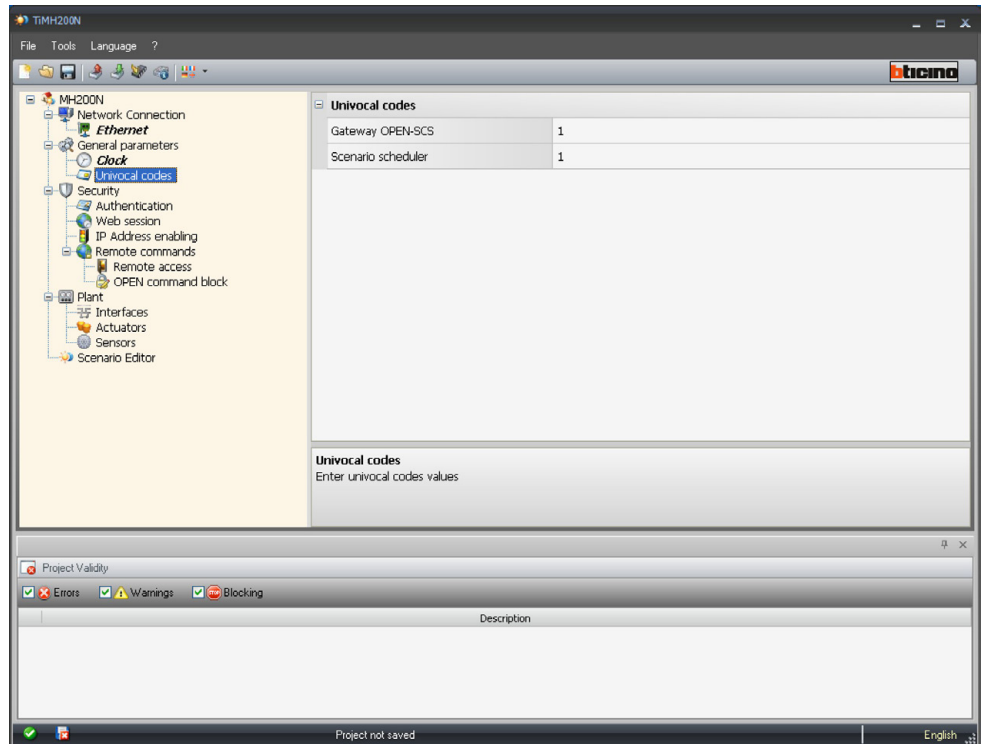 TiMH200N
File Tools Language ?
bticino
MH200N
Network Connection
Ethernet
General parameters
Clock
Univocal codes
Security
Authentication
Web session
IP Address enabling
Remote commands
Remote access
OPEN command block
Plant
Interfaces
Actuators
Sensors
Scenario Editor
Univocal codes
Gateway OPEN-SCS 1
Scenario scheduler 1
Univocal codes
Enter univocal codes values
Project Validity
Errors Warnings Blocking
Description
Project not saved English